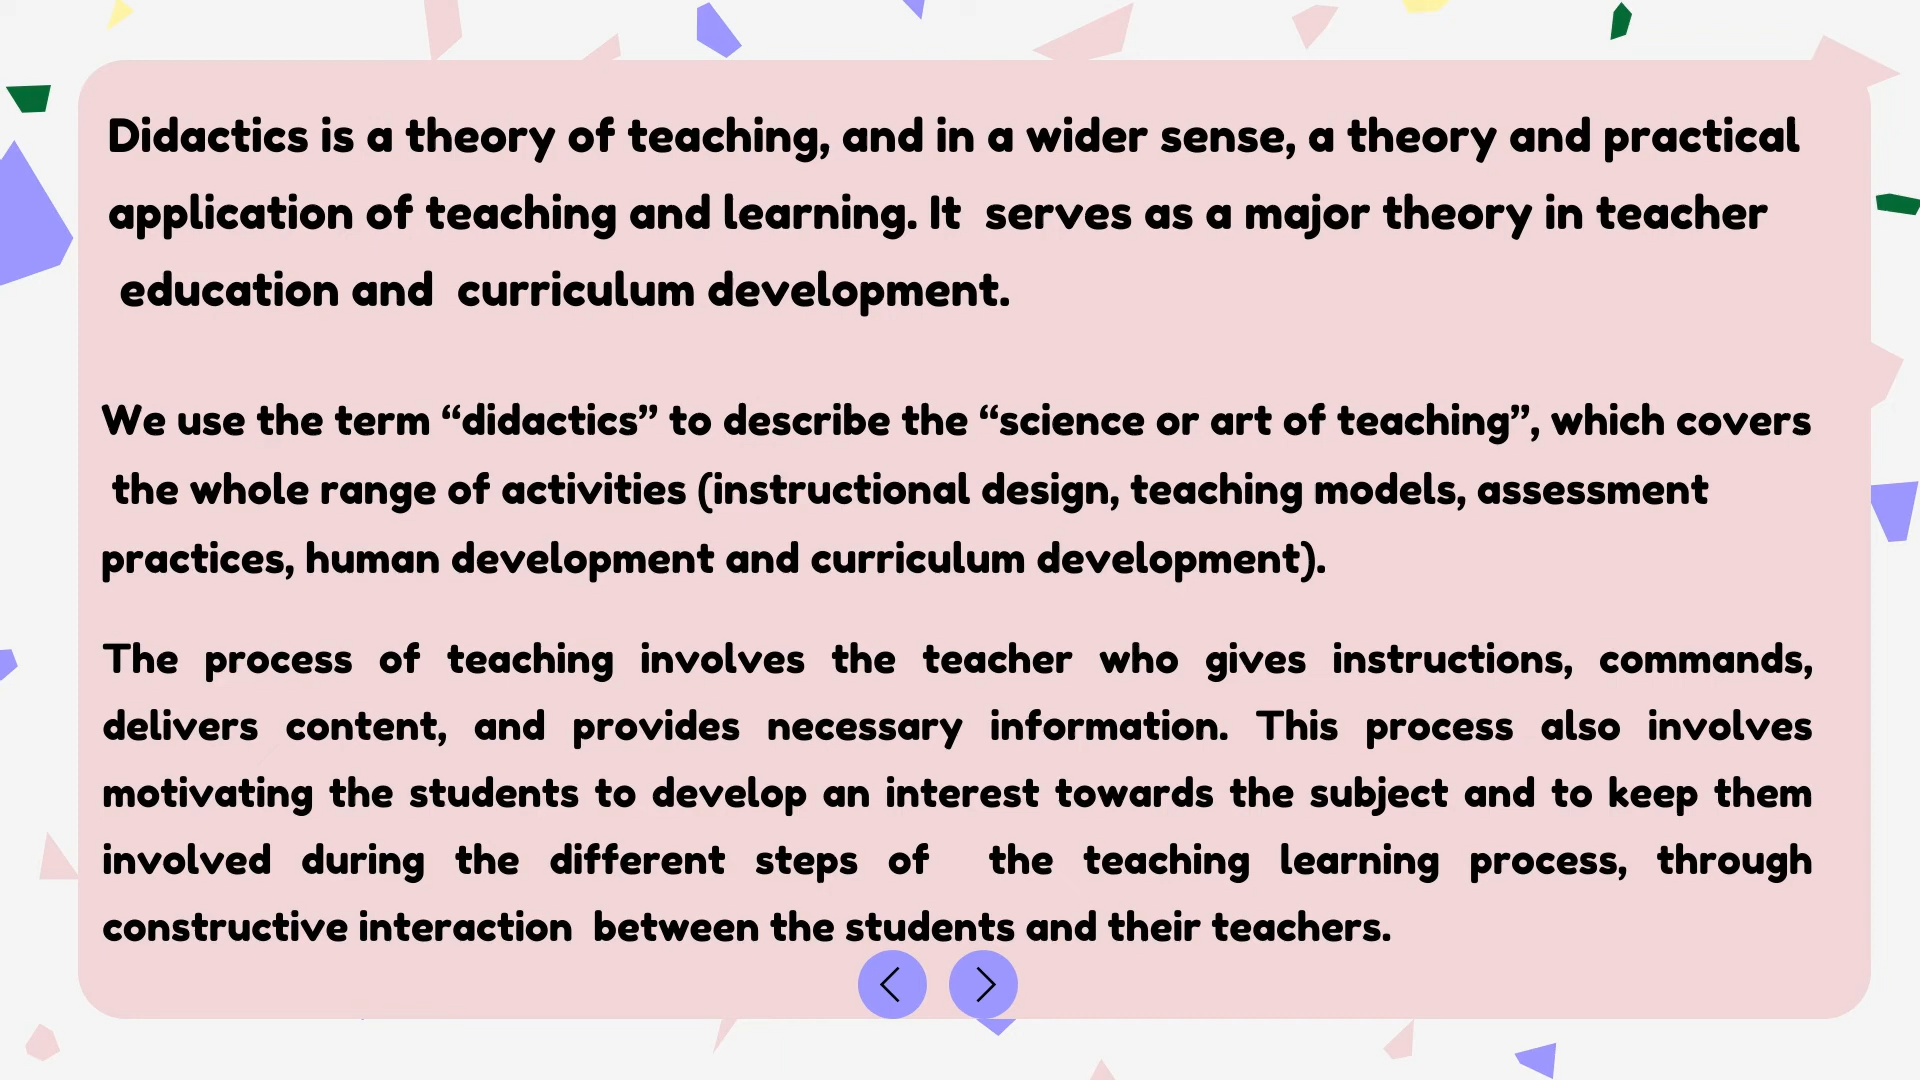 Didactics is a theory of teaching, and in a wider sense, a theory and practical
application of teaching and learning. It serves as a major theory in teacher
education and curriculum development.
We use the term “didactics” to describe the “science or art of teaching”, which covers
the whole range of activities (instructional design, teaching models, assessment
practices, human development and curriculum development).
The process of teaching involves the teacher who gives instructions, commands,
delivers content, and provides necessary information. This process also involves
motivating the students to develop an interest towards the subject and to keep them
involved during the different steps of the teaching learning process, through
constructive interaction between the students and their teachers.